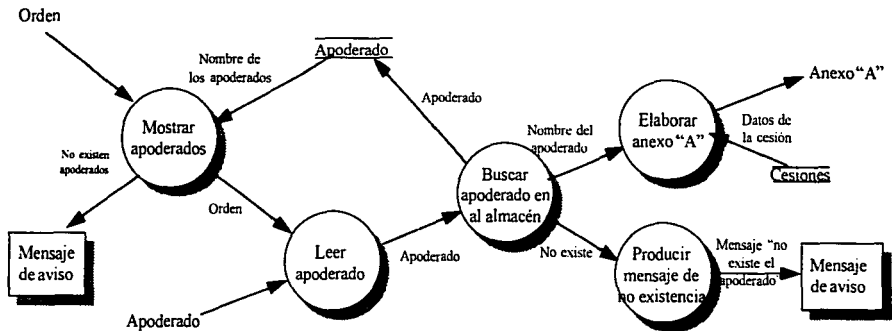 Orden
Nombre de
los apoderados
Apoderado
Mostrar
apoderados
No existen
apoderados
Mensaje
de aviso
Orden
Leer
apoderado
Apoderado
Apoderado
Apoderado
Buscar
apoderado en
al almacén
Nombre del
apoderado
Elaborar
anexo “A”
Anexo “A”
Datos de
la cesión
Cesiones
No existe
Producir
mensaje de
no existencia
Mensaje “no
existe el
apoderado
Mensaje
de aviso